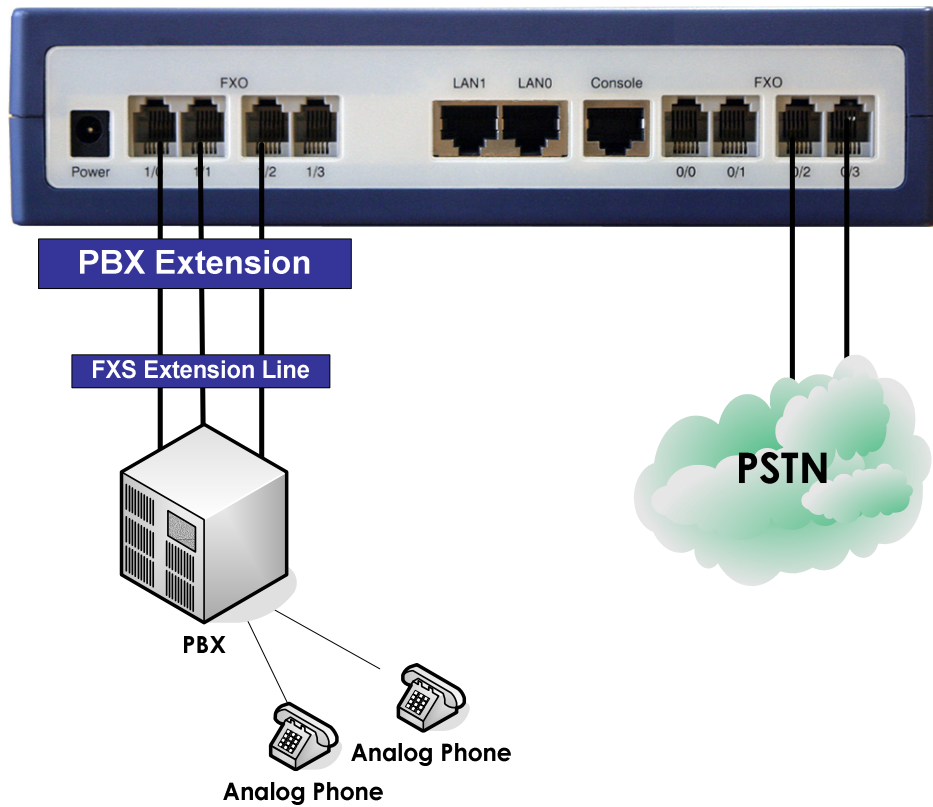 FXO LAN1 LAN0 Console FXO
Power 1/0 1/1 1/2 1/3 0/0 0/1 0/2 0/3
PBX Extension
FXS Extension Line
PSTN
PBX
Analog Phone
Analog Phone